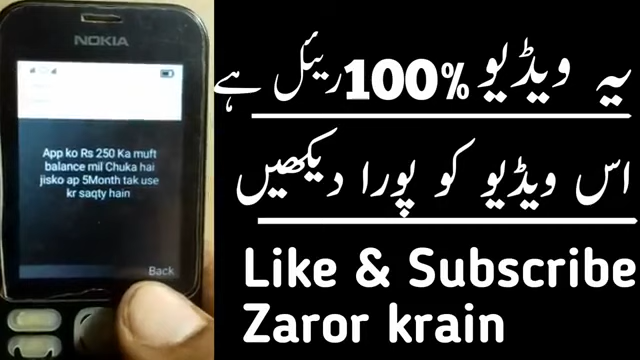 NOKIA
App ko Rs 250 Ka muft
balance mil Chuka hai
jisko ap 5Month tak use
kr saqty hain
Back
یہ ویڈیو 100% ریئل ہے
اس ویڈیو کو پورا دیکھیں
Like & Subscribe
Zaror krain